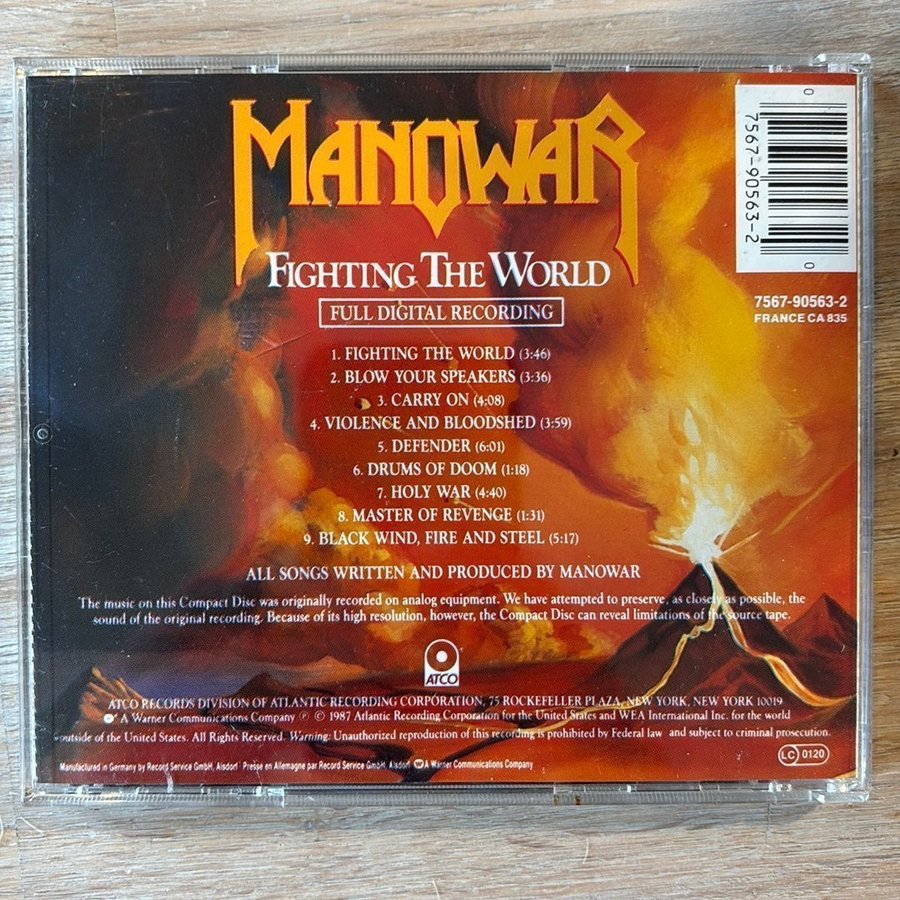 MANOWAR
FIGHTING THE WORLD
FULL DIGITAL RECORDING
0
7567-90563-2
0
7567-90563-2
FRANCE CA 835
1. FIGHTING THE WORLD (3:46)
2. BLOW YOUR SPEAKERS (3:36)
3. CARRY ON (4:08)
4. VIOLENCE AND BLOODSHED (3:59)
5. DEFENDER (6:01)
6. DRUMS OF DOOM (1:18)
7. HOLY WAR (4:40)
8. MASTER OF REVENGE (1:31)
9. BLACK WIND, FIRE AND STEEL (5:17)
ALL SONGS WRITTEN AND PRODUCED BY MANOWAR
The music on this Compact Disc was originally recorded on analog equipment. We have attempted to preserve, as closely as possible, the
sound of the original recording. Because of its high resolution, however, the Compact Disc can reveal limitations of the source tape.
ATCO
ATCO RECORDS DIVISION OF ATLANTIC RECORDING CORPORATION, 75 ROCKEFELLER PLAZA, NEW YORK, NEW YORK 10019
A Warner Communications Company ℗ © 1987 Atlantic Recording Corporation for the United States and WEA International Inc. for the world
outside of the United States. All Rights Reserved. Warning: Unauthorized reproduction of this recording is prohibited by Federal law and subject to criminal prosecution.
LC 0120
Manufactured in Germany by Record Service GmbH, Alsdorf Presse en Allemagne par Record Service GmbH, Alsdorf A Warner Communications Company